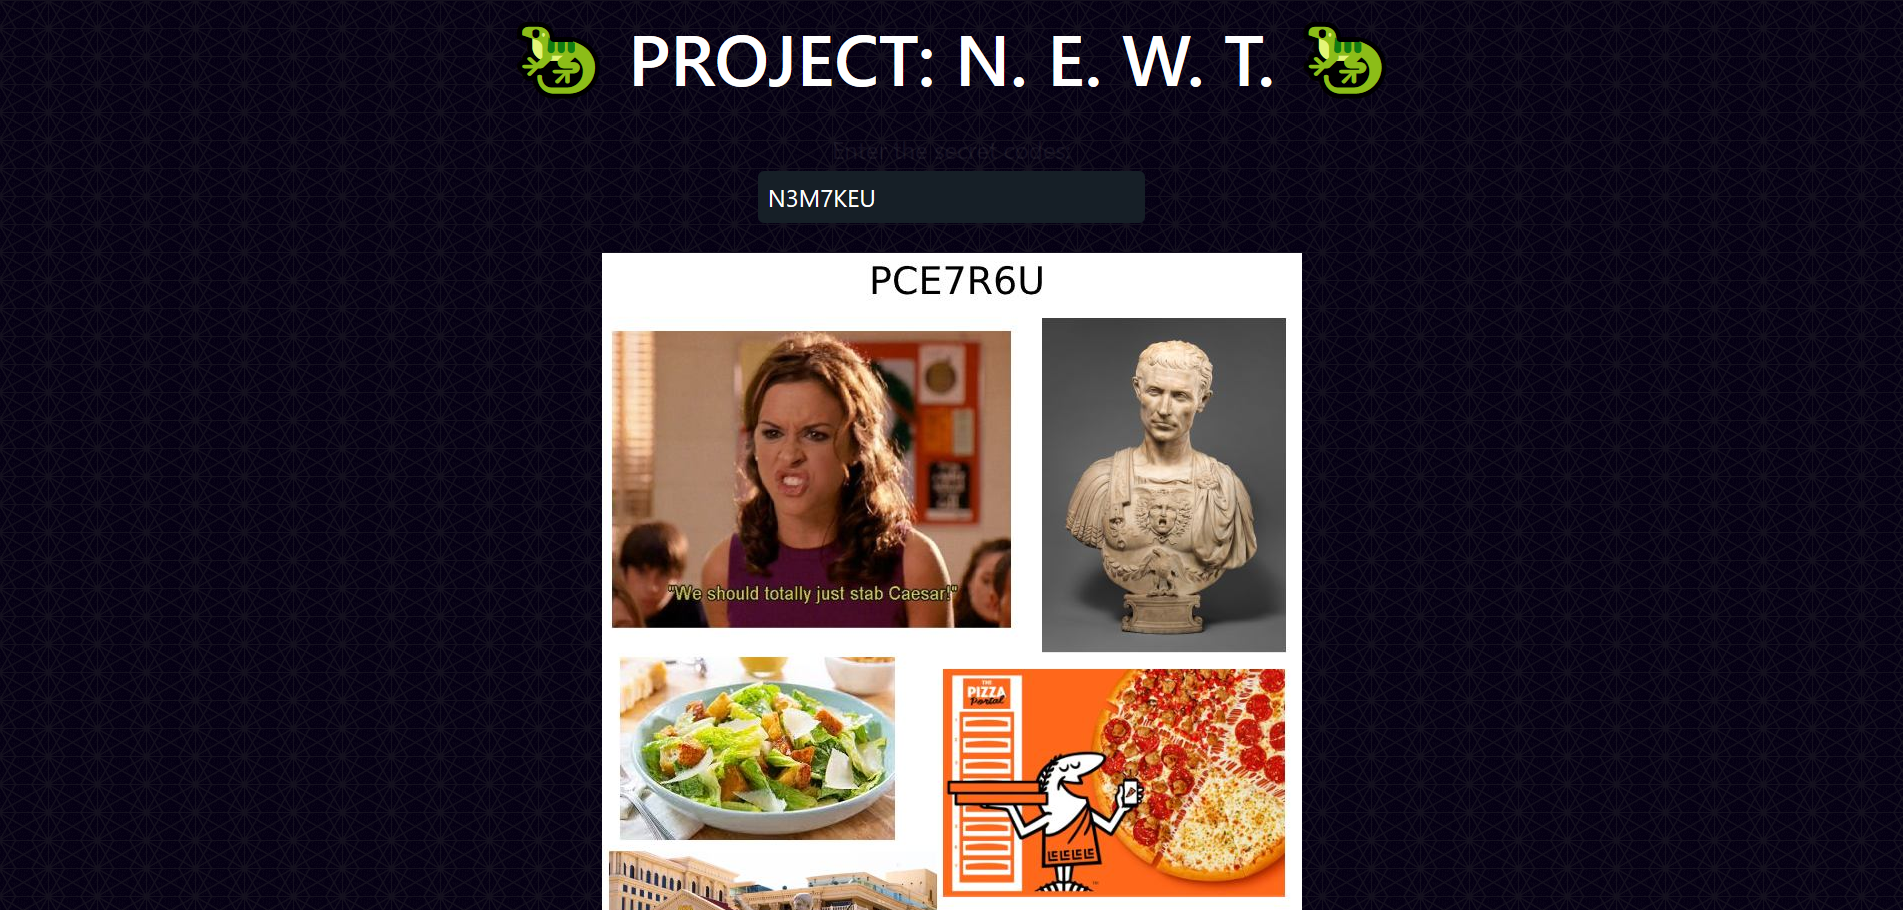 PROJECT: N. E. W. T.
Enter the secret codes:
N3M7KEU
PCE7R6U
"We should totally just stab Caesar!"
THE
PIZZA
Portal